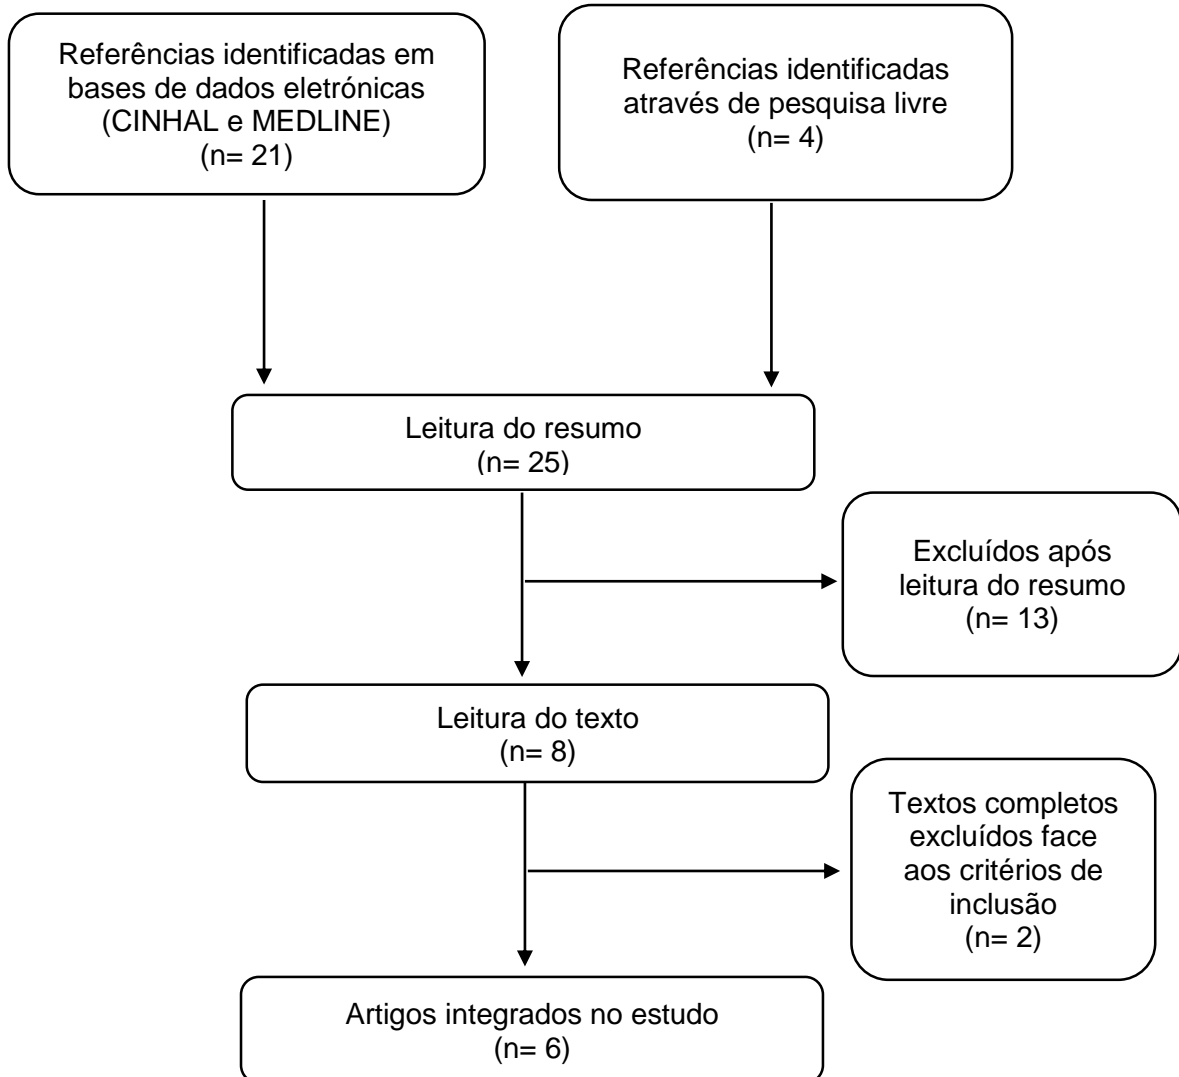 Referências identificadas em
bases de dados eletrónicas
(CINHAL e MEDLINE)
(n= 21)
Referências identificadas
através de pesquisa livre
(n= 4)
Leitura do resumo
(n= 25)
Excluídos após
leitura do resumo
(n= 13)
Leitura do texto
(n= 8)
Textos completos
excluídos face
aos critérios de
inclusão
(n= 2)
Artigos integrados no estudo
(n= 6)